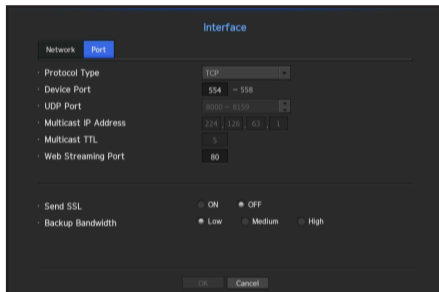 Interface
Network Port
Protocol Type TCP
Device Port 554 ~ 558
UDP Port 8000 ~ 8159
Multicast IP Address 224 . 126 . 63 . 1
Multicast TTL 5
Web Streaming Port 80
Send SSL ON OFF
Backup Bandwidth Low Medium High
OK Cancel